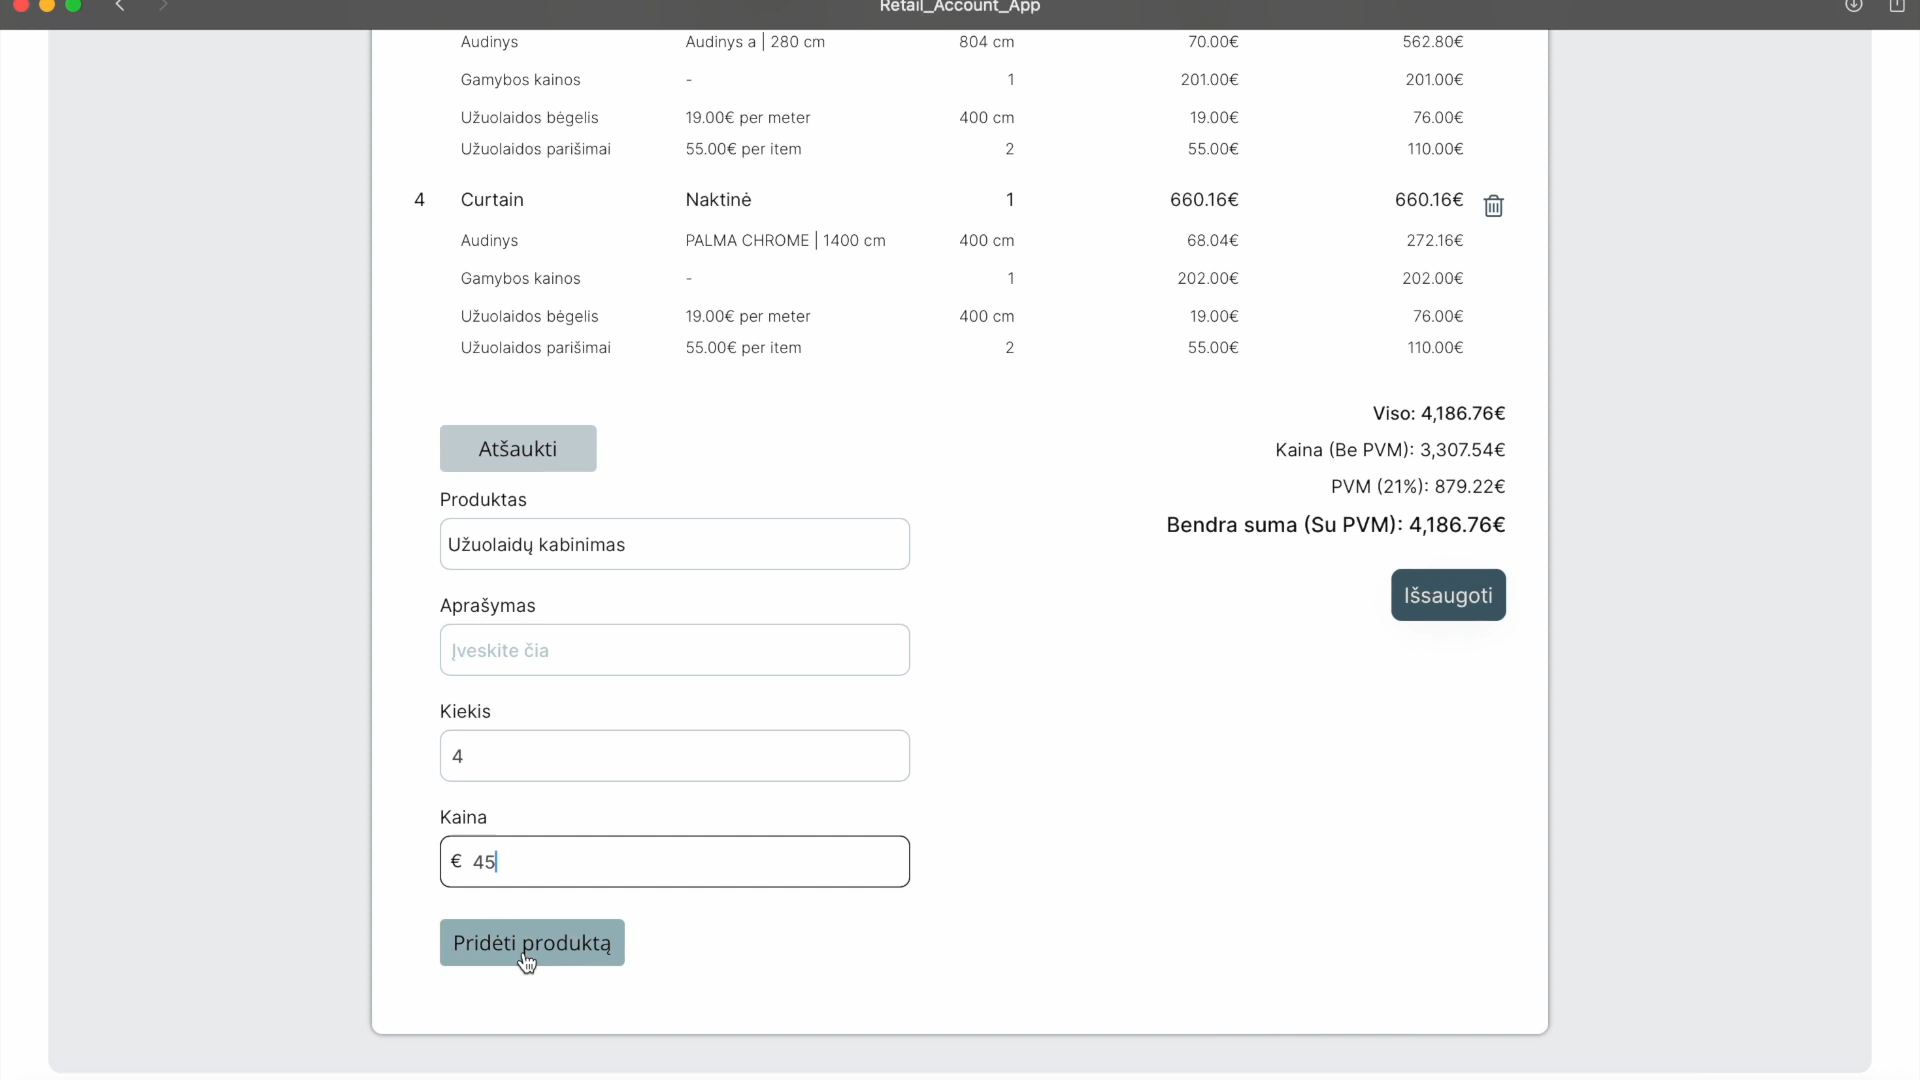 Retail_Account_App
Audinys Audinys a | 280 cm 804 cm 70.00€ 562.80€
Gamybos kainos - 1 201.00€ 201.00€
Užuolaidos bėgelis 19.00€ per meter 400 cm 19.00€ 76.00€
Užuolaidos parišimai 55.00€ per item 2 55.00€ 110.00€
4 Curtain Naktinė 1 660.16€ 660.16€
Audinys PALMA CHROME | 1400 cm 400 cm 68.04€ 272.16€
Gamybos kainos - 1 202.00€ 202.00€
Užuolaidos bėgelis 19.00€ per meter 400 cm 19.00€ 76.00€
Užuolaidos parišimai 55.00€ per item 2 55.00€ 110.00€
Viso: 4,186.76€
Kaina (Be PVM): 3,307.54€
PVM (21%): 879.22€
Bendra suma (Su PVM): 4,186.76€
Išsaugoti
Atšaukti
Produktas
Užuolaidų kabinimas
Aprašymas
Įveskite čia
Kiekis
4
Kaina
€ 45
Pridėti produktą